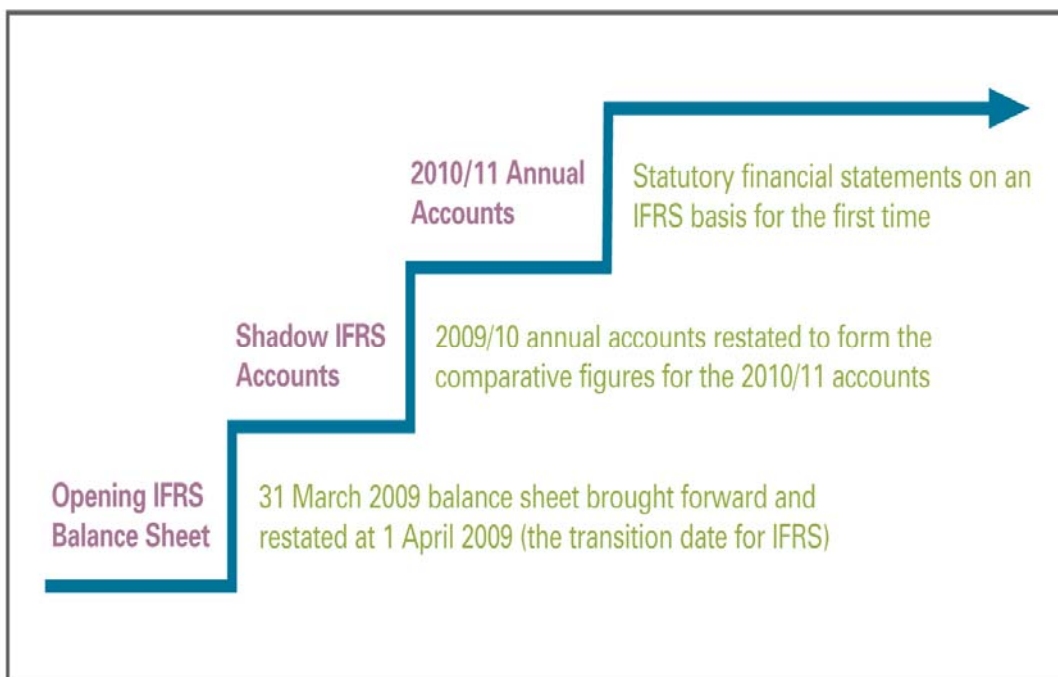 2010/11 Annual
Accounts
Statutory financial statements on an
IFRS basis for the first time
Shadow IFRS
Accounts
2009/10 annual accounts restated to form the
comparative figures for the 2010/11 accounts
Opening IFRS
Balance Sheet
31 March 2009 balance sheet brought forward and
restated at 1 April 2009 (the transition date for IFRS)